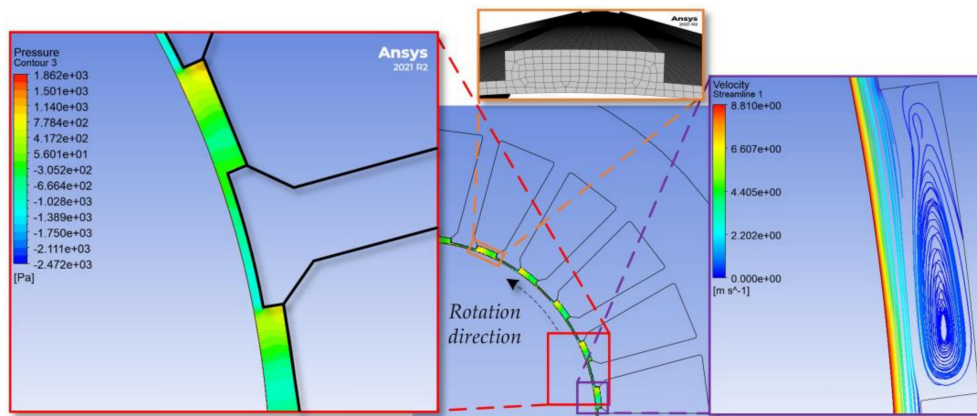 Pressure
Contour 3
1.862e+03
1.501e+03
1.140e+03
7.784e+02
4.172e+02
5.601e+01
-3.052e+02
-6.664e+02
-1.028e+03
-1.389e+03
-1.750e+03
-2.111e+03
-2.472e+03
[Pa]
Ansys
2021 R2
Ansys
2021 R2
Rotation
direction
Velocity
Streamline 1
8.810e+00
6.607e+00
4.405e+00
2.202e+00
0.000e+00
[m s^-1]